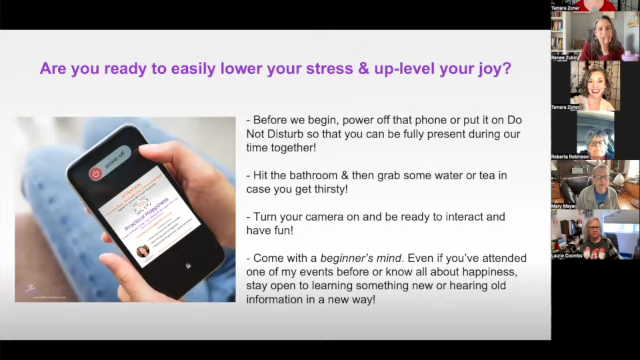 Tamara Zoner
Are you ready to easily lower your stress & up-level your joy?
- Before we begin, power off that phone or put it on Do
Not Disturb so that you can be fully present during our
time together!
- Hit the bathroom & then grab some water or tea in
case you get thirsty!
- Turn your camera on and be ready to interact and
have fun!
- Come with a beginner's mind. Even if you've attended
one of my events before or know all about happiness,
stay open to learning something new or hearing old
information in a new way!
power off
Practical Happiness
Renee Zukin
Tamara Zoner
Roberta Robinson
Mary Mayer
Laurie Coombs